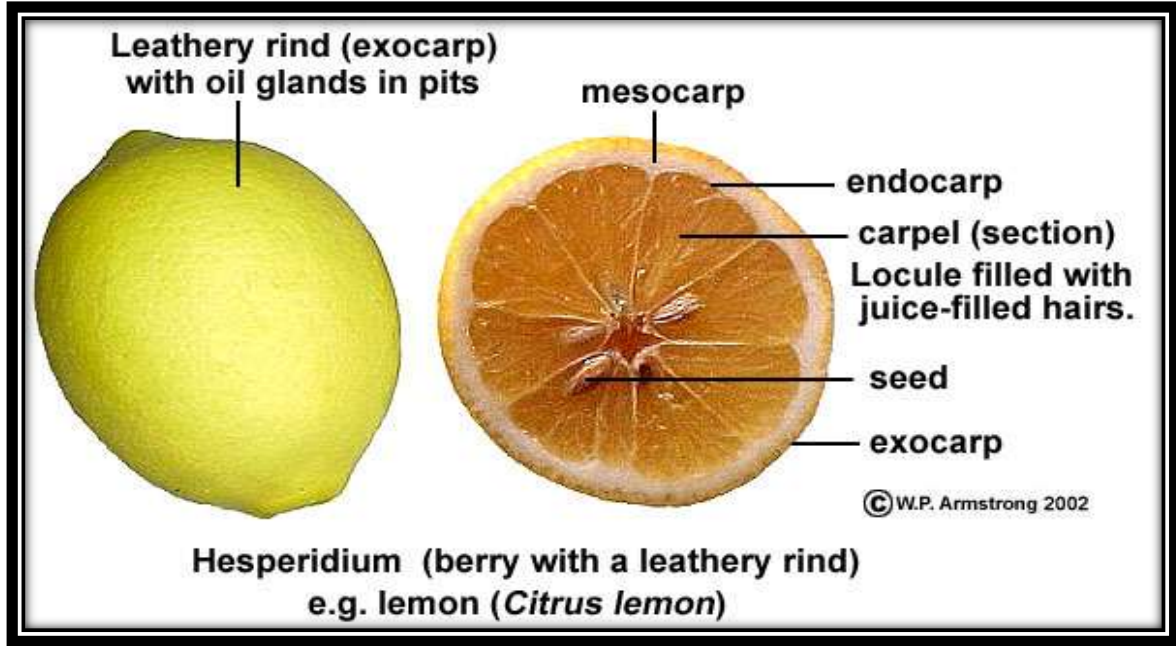 Leathery rind (exocarp)
with oil glands in pits
mesocarp
endocarp
carpel (section)
Locule filled with
juice-filled hairs.
seed
exocarp
©W.P. Armstrong 2002
Hesperidium (berry with a leathery rind)
e.g. lemon (Citrus lemon)